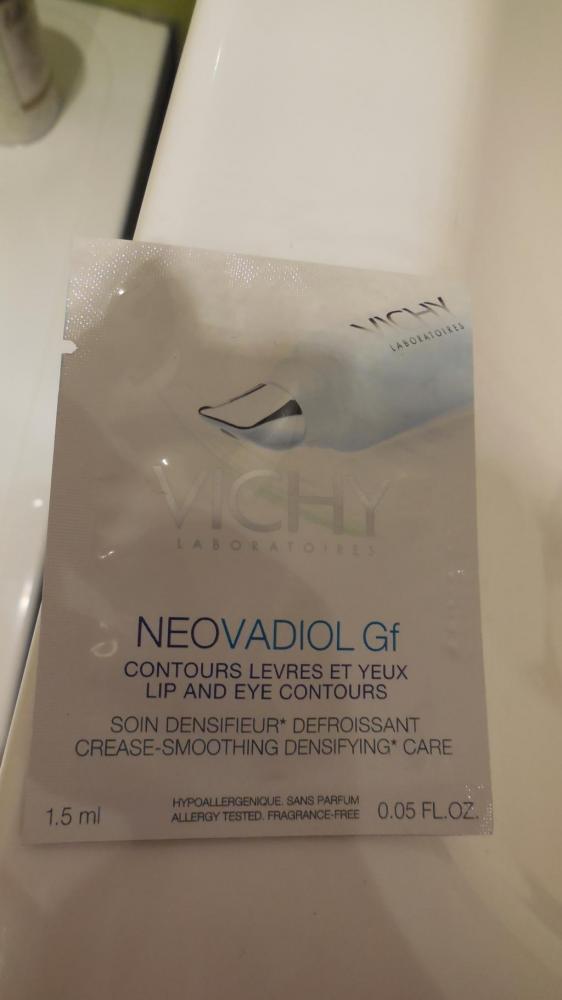 VICHY
LABORATOIRES
VICHY
LABORATOIRES
NEOVADIOL Gf
CONTOURS LEVRES ET YEUX
LIP AND EYE CONTOURS
SOIN DENSIFIEUR* DEFROISSANT
CREASE-SMOOTHING DENSIFYING* CARE
1.5 ml
HYPOALLERGENIQUE. SANS PARFUM
ALLERGY TESTED. FRAGRANCE-FREE
0.05 FL.OZ.